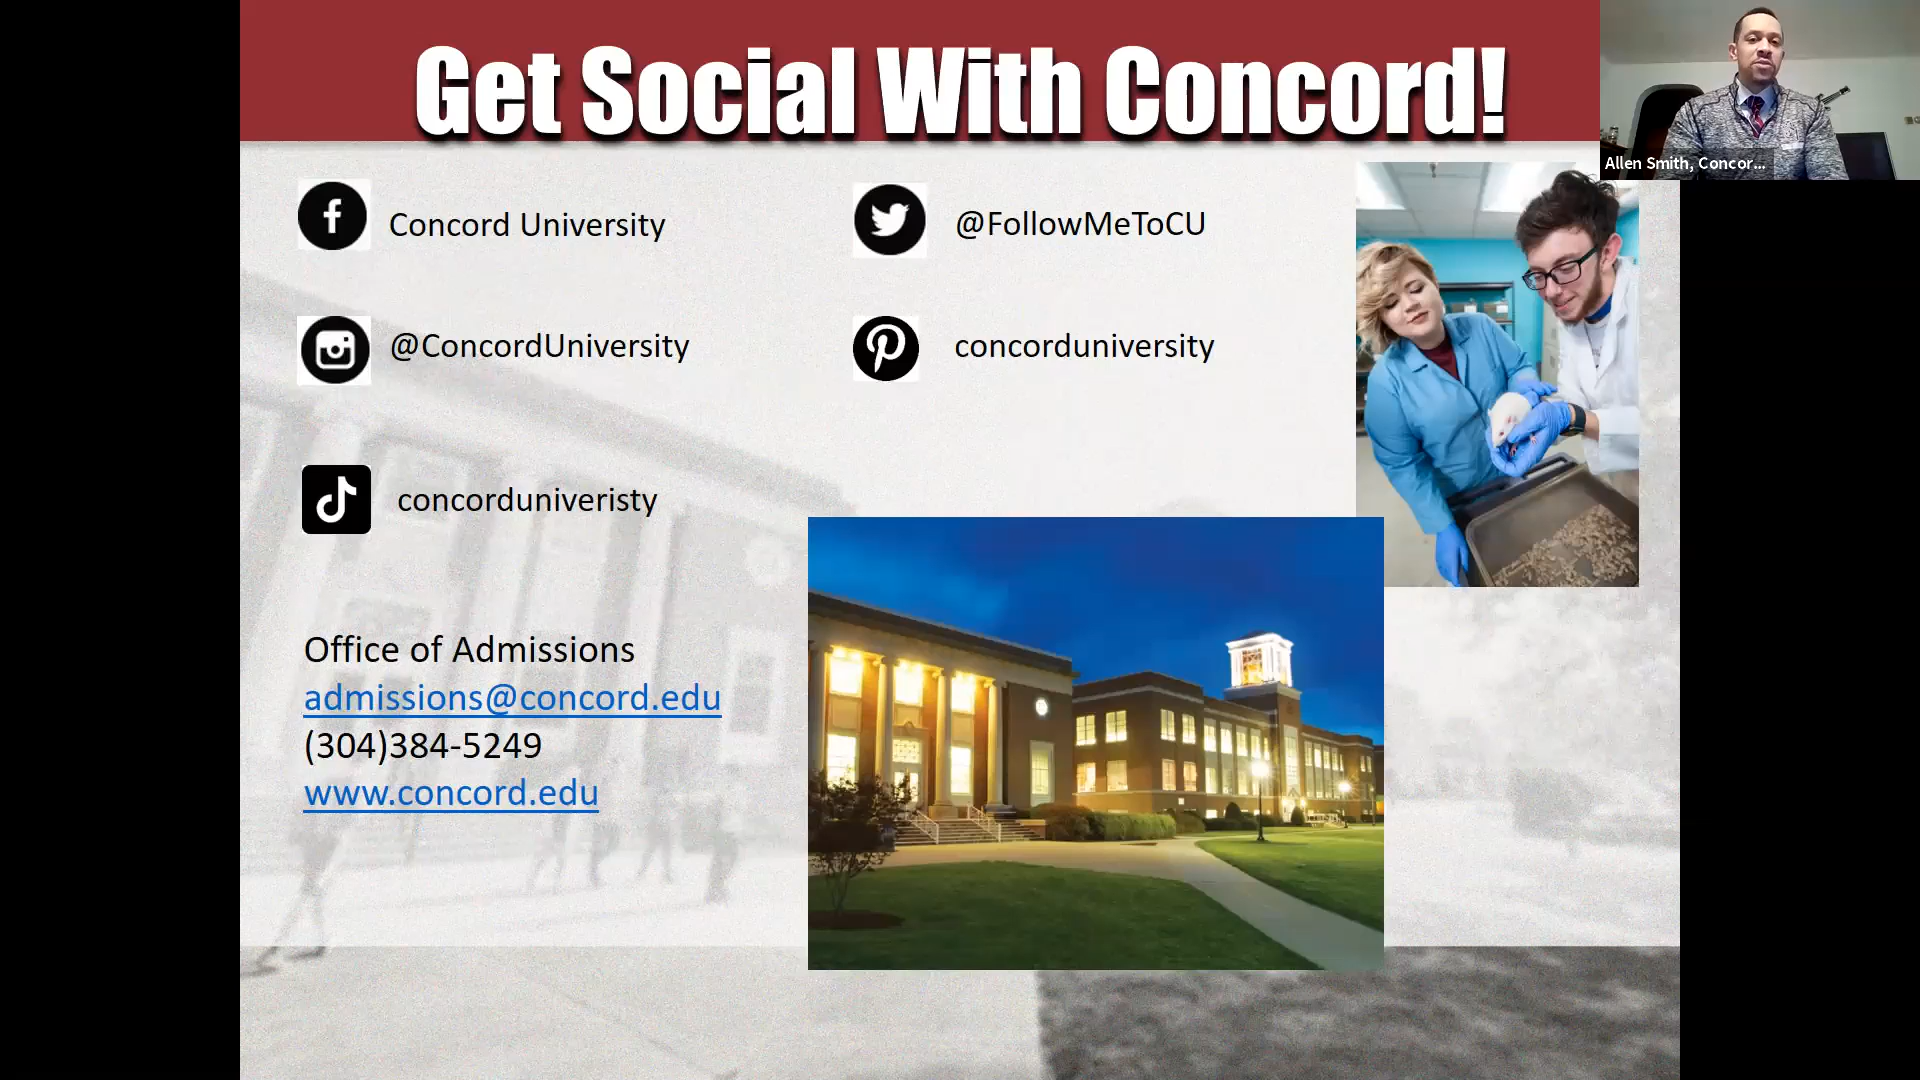 Get Social With Concord!
Allen Smith, Concor...
Concord University
@FollowMeToCU
@ConcordUniversity
concorduniversity
concorduniveristy
Office of Admissions
admissions@concord.edu
(304)384-5249
www.concord.edu